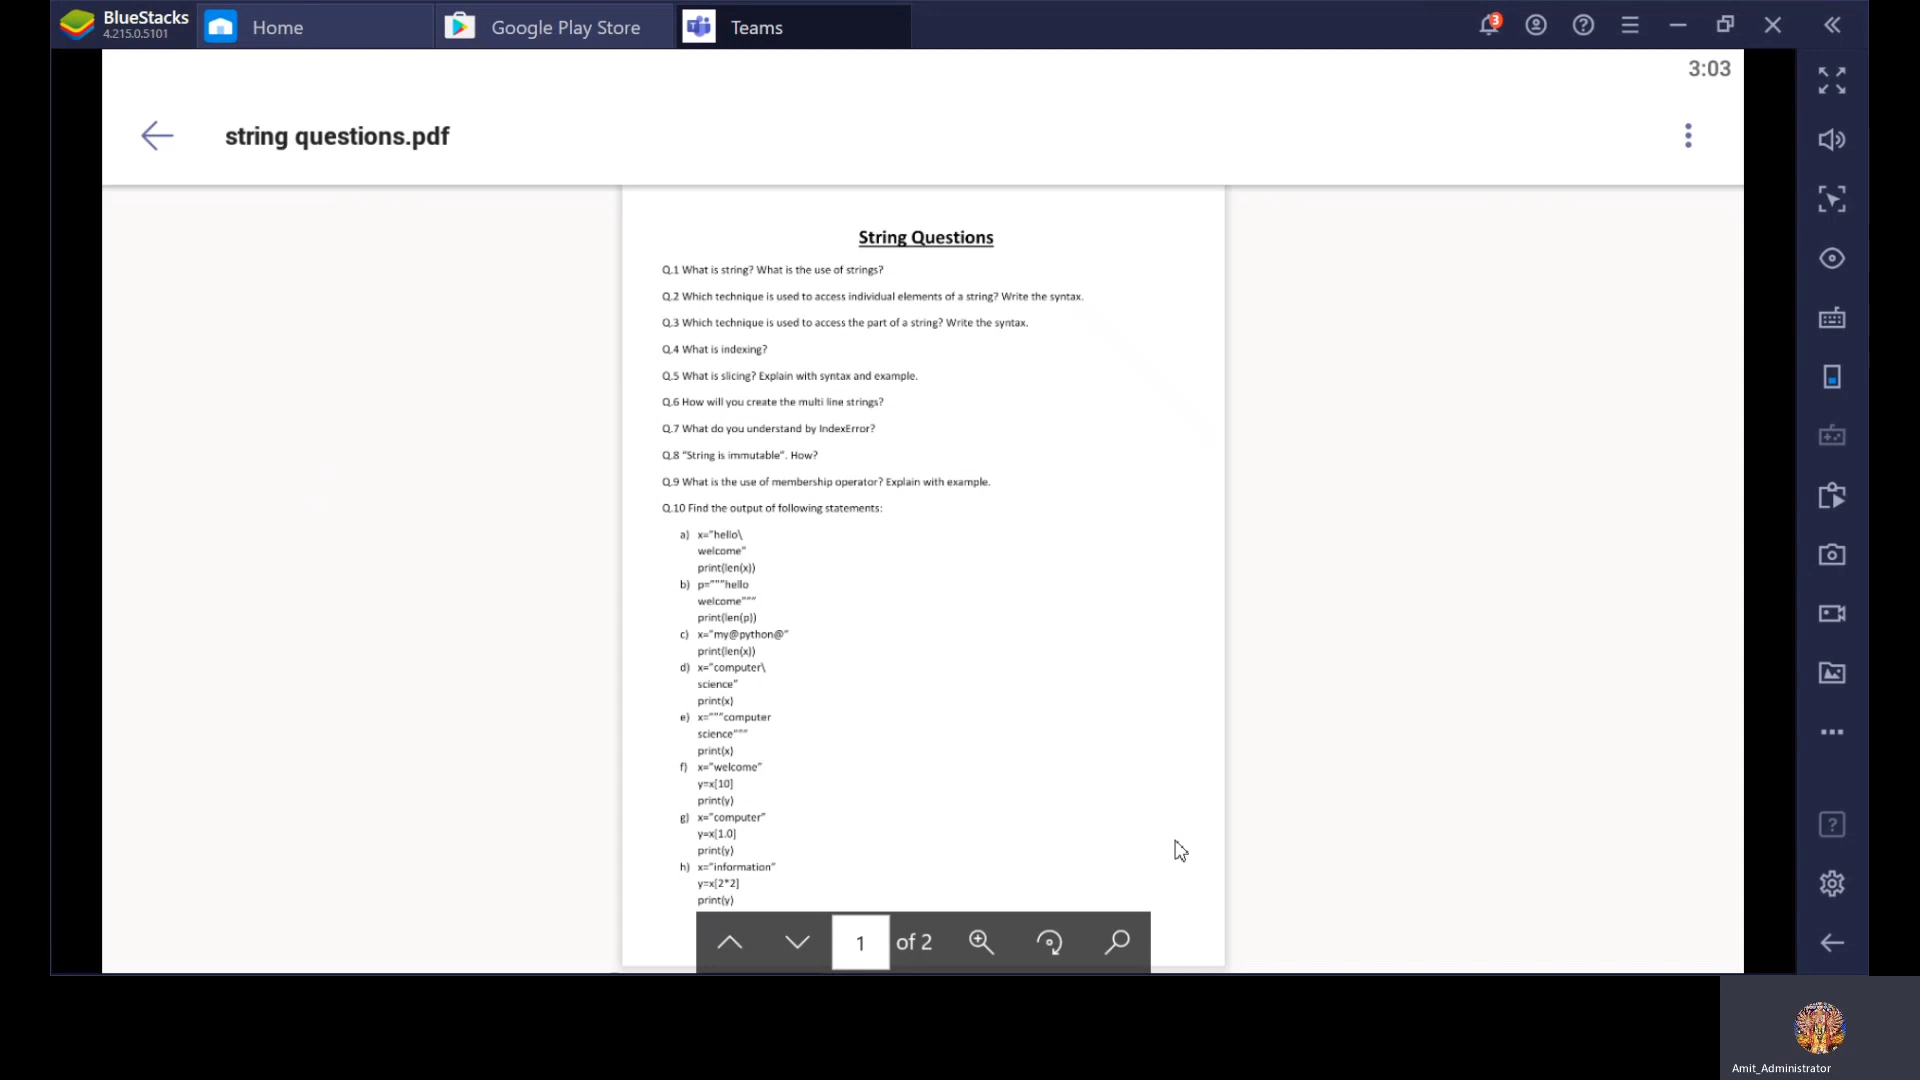 BlueStacks
4.215.0.5101
Home
Google Play Store
Teams
3
3:03
string questions.pdf
String Questions
Q.1 What is string? What is the use of strings?
Q.2 Which technique is used to access individual elements of a string? Write the syntax.
Q.3 Which technique is used to access the part of a string? Write the syntax.
Q.4 What is indexing?
Q.5 What is slicing? Explain with syntax and example.
Q.6 How will you create the multi line strings?
Q.7 What do you understand by IndexError?
Q.8 “String is immutable”. How?
Q.9 What is the use of membership operator? Explain with example.
Q.10 Find the output of following statements:
a) x=”hello\
welcome”
print(len(x))
b) p=”””hello
welcome”””
print(len(p))
c) x=”my@python@”
print(len(x))
d) x=”computer\
science”
print(x)
e) x=”””computer
science”””
print(x)
f) x=”welcome”
y=x[10]
print(y)
g) x=”computer”
y=x[1.0]
print(y)
h) x=”information”
y=x[2*2]
print(y)
1 of 2
Amit_Administrator